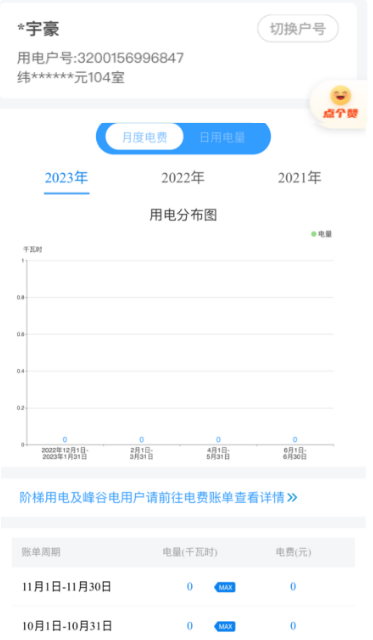 *宇豪
切换户号
用电户号:3200156996847
纬******元104室
点个赞
月度电费 日用电量
2023年 2022年 2021年
用电分布图
电量
千瓦时
1
0.8
0.6
0.4
0.2
0
0 0 0 0
2022年12月1日-2023年1月31日
2月1日-3月31日
4月1日-5月31日
6月1日-6月30日
阶梯用电及峰谷电用户请前往电费账单查看详情»
账单周期 电量(千瓦时) 电费(元)
11月1日-11月30日 0 MAX 0
10月1日-10月31日 0 MAX 0